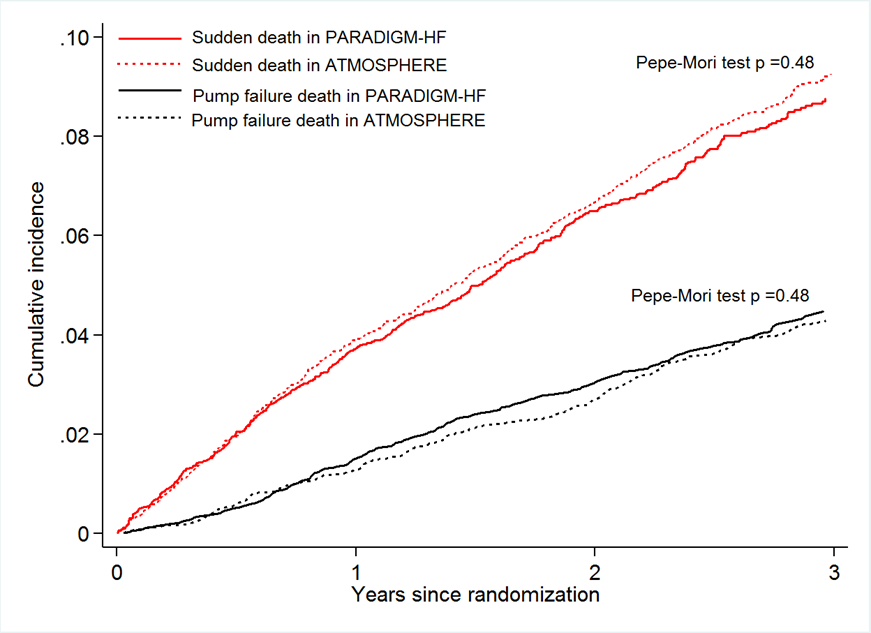 .10
Sudden death in PARADIGM-HF
Sudden death in ATMOSPHERE
Pump failure death in PARADIGM-HF
Pump failure death in ATMOSPHERE
Pepe-Mori test p =0.48
.08
.06
Pepe-Mori test p =0.48
.04
.02
0
Cumulative incidence
0 1 2 3
Years since randomization